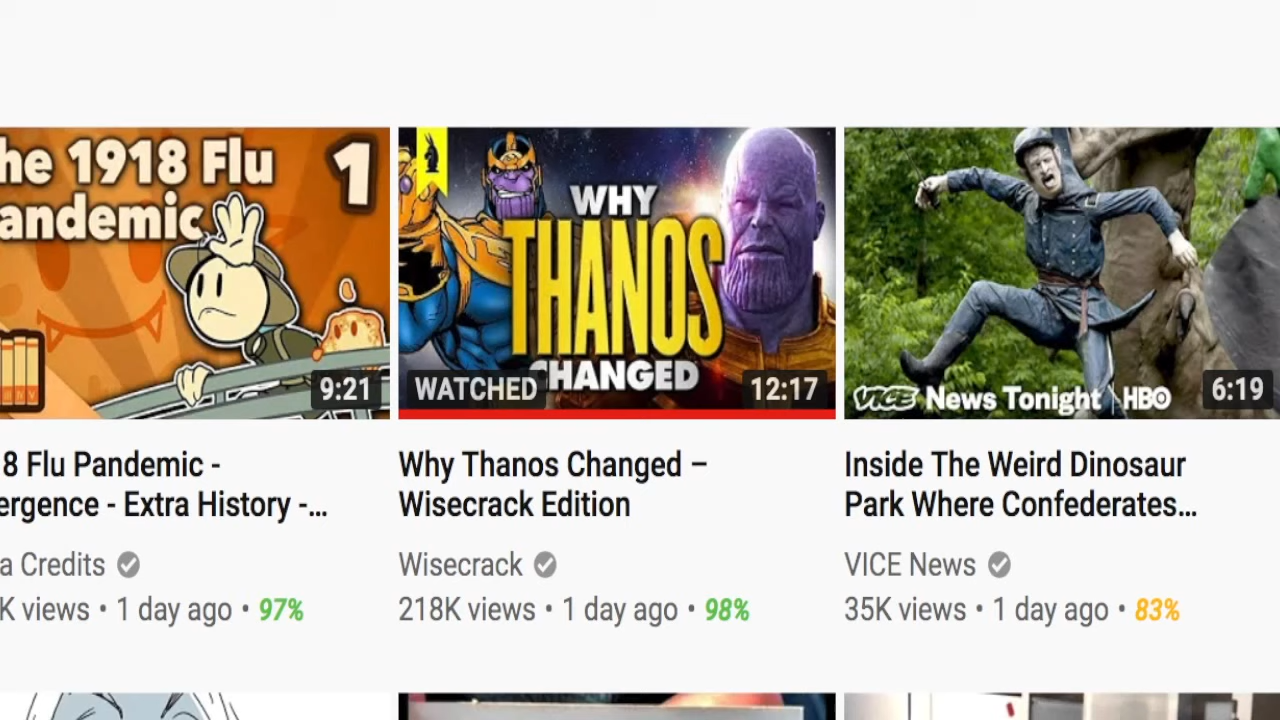 he 1918 Flu
andemic
1
9:21
8 Flu Pandemic -
ergence - Extra History -...
a Credits
K views • 1 day ago • 97%
WHY
THANOS
CHANGED
WATCHED
12:17
Why Thanos Changed –
Wisecrack Edition
Wisecrack
218K views • 1 day ago • 98%
VICE News Tonight | HBO
6:19
Inside The Weird Dinosaur
Park Where Confederates...
VICE News
35K views • 1 day ago • 83%